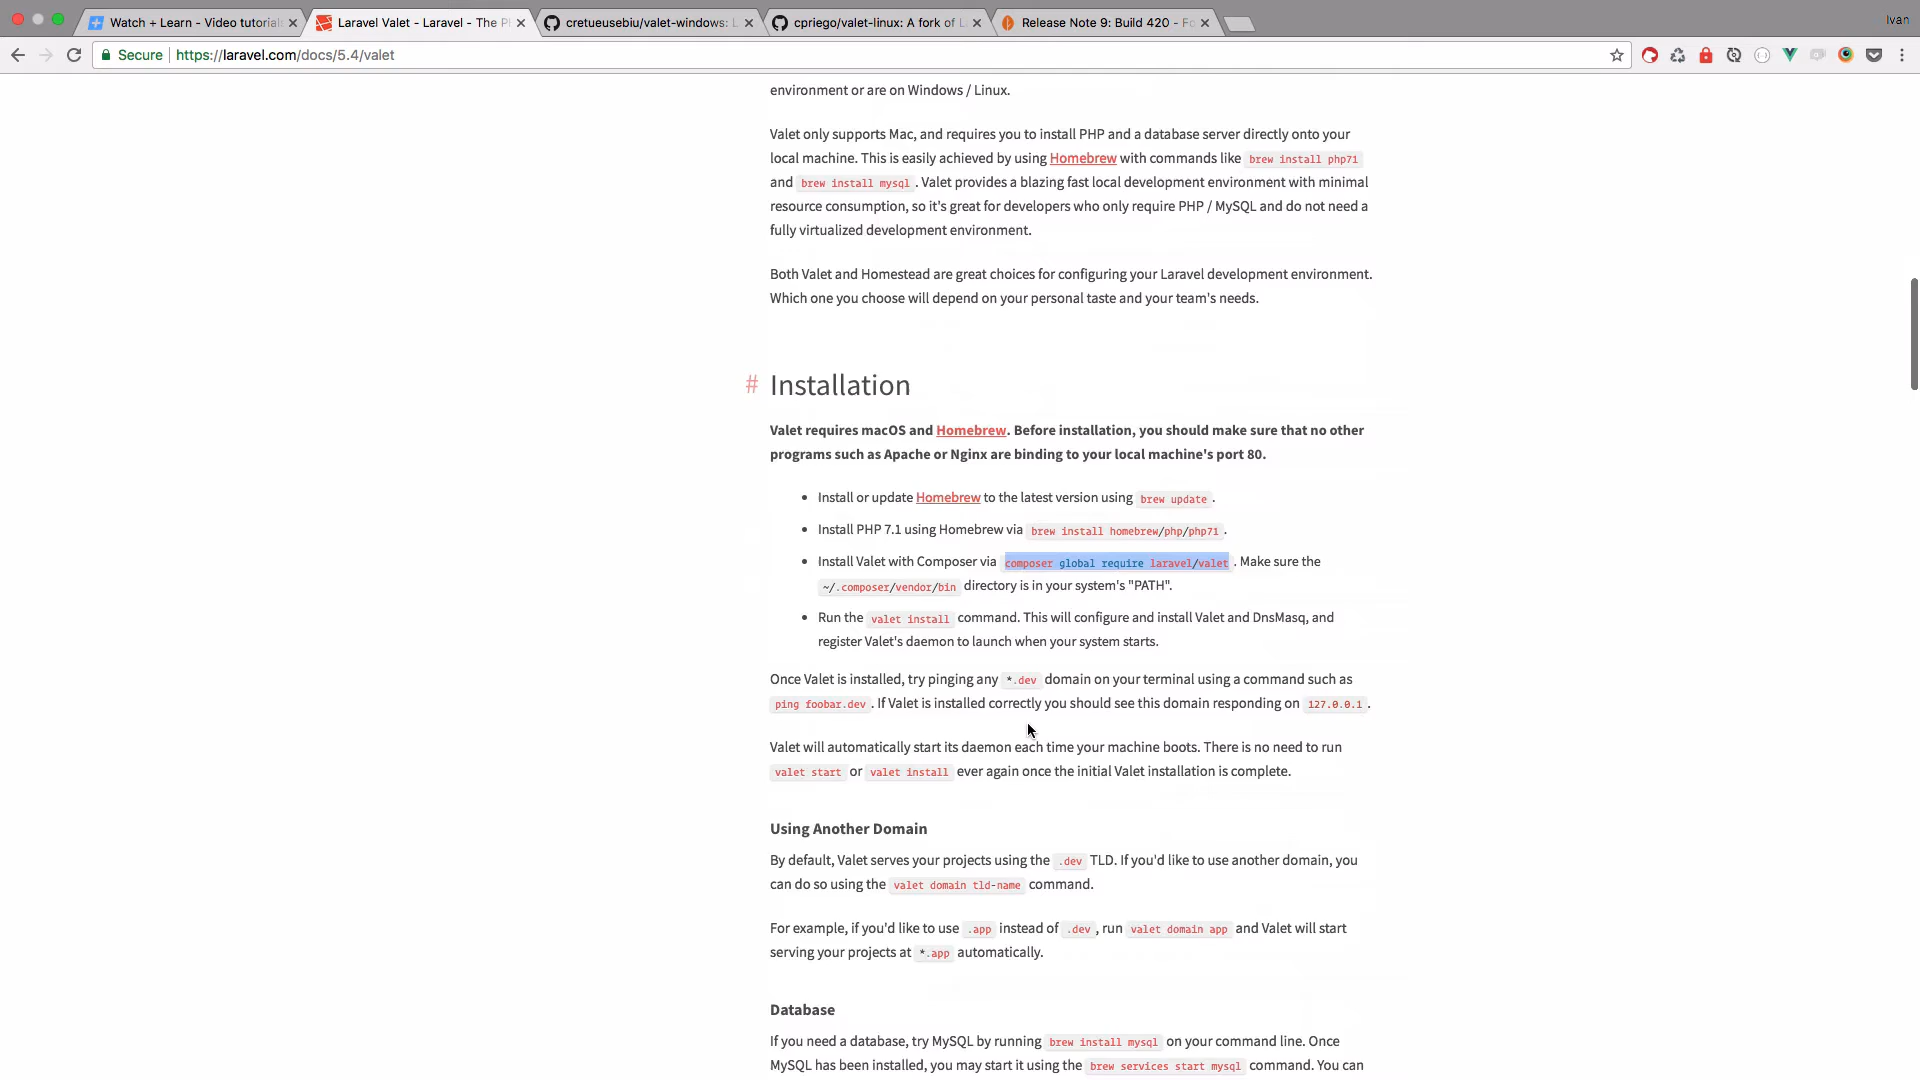 Watch + Learn - Video tutorial
Laravel Valet - Laravel - The P
cretueusebiu/valet-windows: L
cpriego/valet-linux: A fork of L
Release Note 9: Build 420 - Fo
Ivan
Secure https://laravel.com/docs/5.4/valet
environment or are on Windows / Linux.
Valet only supports Mac, and requires you to install PHP and a database server directly onto your
local machine. This is easily achieved by using Homebrew with commands like brew install php71
and brew install mysql . Valet provides a blazing fast local development environment with minimal
resource consumption, so it's great for developers who only require PHP / MySQL and do not need a
fully virtualized development environment.
Both Valet and Homestead are great choices for configuring your Laravel development environment.
Which one you choose will depend on your personal taste and your team's needs.
# Installation
Valet requires macOS and Homebrew. Before installation, you should make sure that no other
programs such as Apache or Nginx are binding to your local machine's port 80.
• Install or update Homebrew to the latest version using brew update .
• Install PHP 7.1 using Homebrew via brew install homebrew/php/php71 .
• Install Valet with Composer via composer global require laravel/valet . Make sure the
~/.composer/vendor/bin directory is in your system's "PATH".
• Run the valet install command. This will configure and install Valet and DnsMasq, and
register Valet's daemon to launch when your system starts.
Once Valet is installed, try pinging any *.dev domain on your terminal using a command such as
ping foobar.dev . If Valet is installed correctly you should see this domain responding on 127.0.0.1 .
Valet will automatically start its daemon each time your machine boots. There is no need to run
valet start or valet install ever again once the initial Valet installation is complete.
Using Another Domain
By default, Valet serves your projects using the .dev TLD. If you'd like to use another domain, you
can do so using the valet domain tld-name command.
For example, if you'd like to use .app instead of .dev , run valet domain app and Valet will start
serving your projects at *.app automatically.
Database
If you need a database, try MySQL by running brew install mysql on your command line. Once
MySQL has been installed, you may start it using the brew services start mysql command. You can